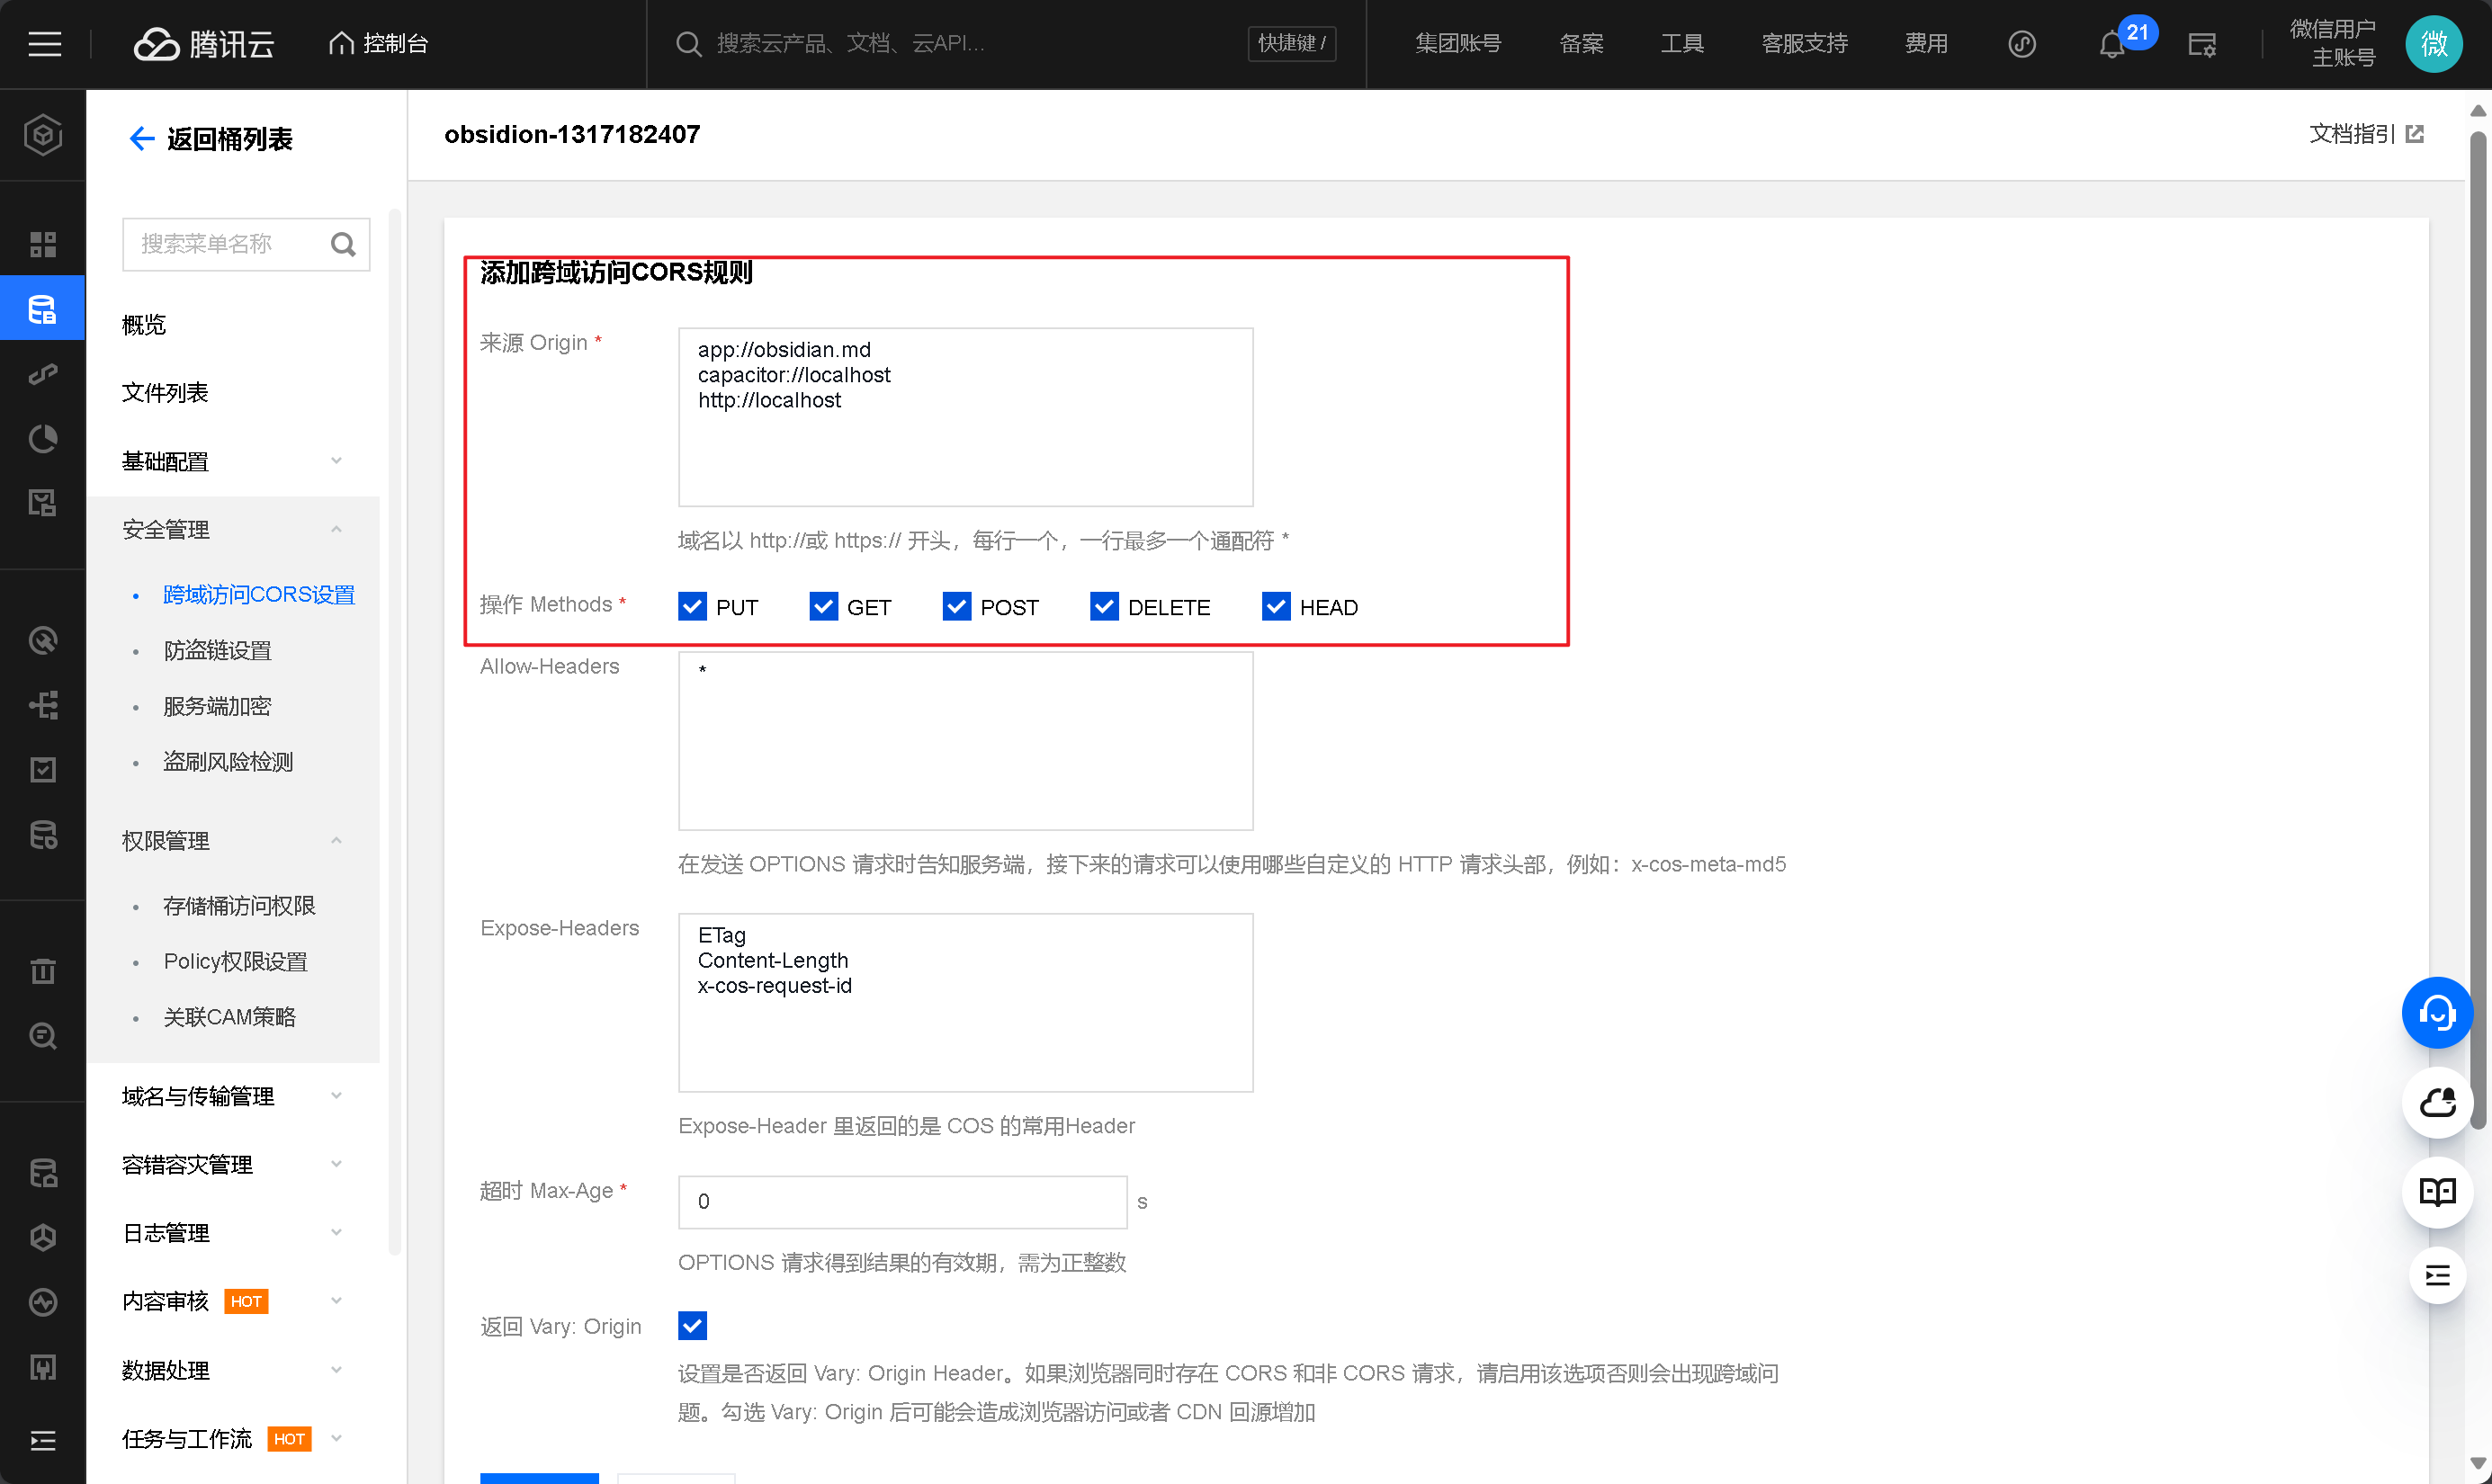 腾讯云
控制台
搜索云产品、文档、云API...
快捷键 /
集团账号
备案
工具
客服支持
费用
21
微信用户
主账号
微
返回桶列表
搜索菜单名称
概览
文件列表
基础配置
安全管理
跨域访问CORS设置
防盗链设置
服务端加密
盗刷风险检测
权限管理
存储桶访问权限
Policy权限设置
关联CAM策略
域名与传输管理
容错容灾管理
日志管理
内容审核 HOT
数据处理
任务与工作流 HOT
obsidion-1317182407
文档指引
添加跨域访问CORS规则
来源 Origin *
app://obsidian.md
capacitor://localhost
http://localhost
域名以 http://或 https:// 开头，每行一个，一行最多一个通配符 *
操作 Methods *
PUT GET POST DELETE HEAD
Allow-Headers
*
在发送 OPTIONS 请求时告知服务端，接下来的请求可以使用哪些自定义的 HTTP 请求头部，例如：x-cos-meta-md5
Expose-Headers
ETag
Content-Length
x-cos-request-id
Expose-Header 里返回的是 COS 的常用Header
超时 Max-Age *
0 s
OPTIONS 请求得到结果的有效期，需为正整数
返回 Vary: Origin
设置是否返回 Vary: Origin Header。如果浏览器同时存在 CORS 和非 CORS 请求，请启用该选项否则会出现跨域问
题。勾选 Vary: Origin 后可能会造成浏览器访问或者 CDN 回源增加